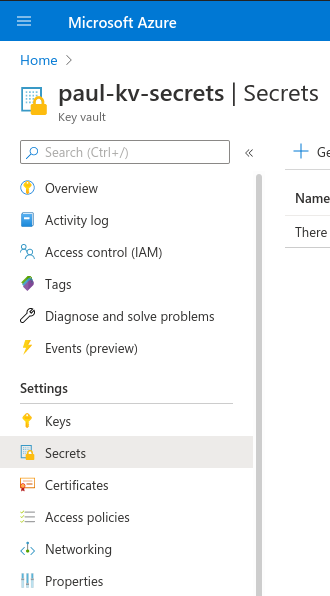 Microsoft Azure
Home >
paul-kv-secrets | Secrets
Key vault
Search (Ctrl+/)
«
+ Ge
Name
There
Overview
Activity log
Access control (IAM)
Tags
Diagnose and solve problems
Events (preview)
Settings
Keys
Secrets
Certificates
Access policies
Networking
Properties